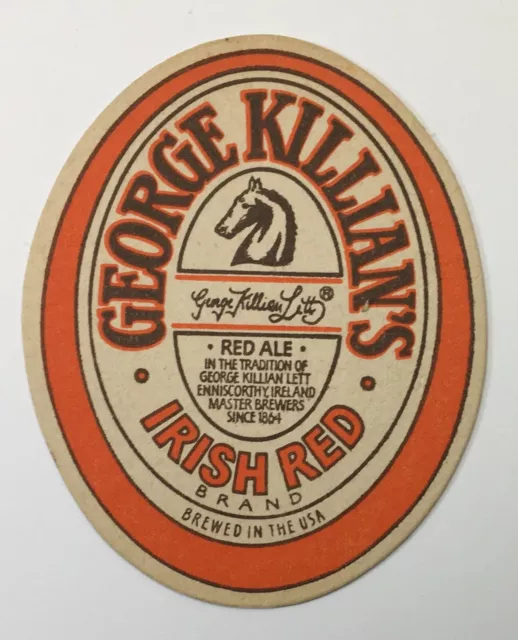 GEORGE KILLIAN'S
George Killian Lett ®
• RED ALE •
IN THE TRADITION OF
GEORGE KILLIAN LETT
ENNISCORTHY, IRELAND
MASTER BREWERS
SINCE 1864
• IRISH RED •
BRAND
BREWED IN THE USA